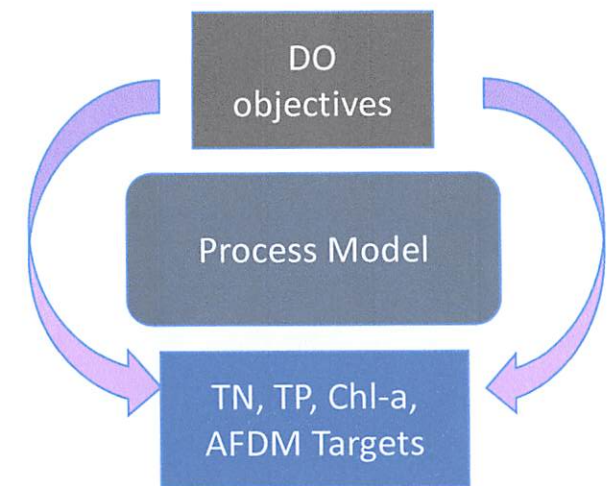 DO
objectives
Process Model
TN, TP, Chl-a,
AFDM Targets